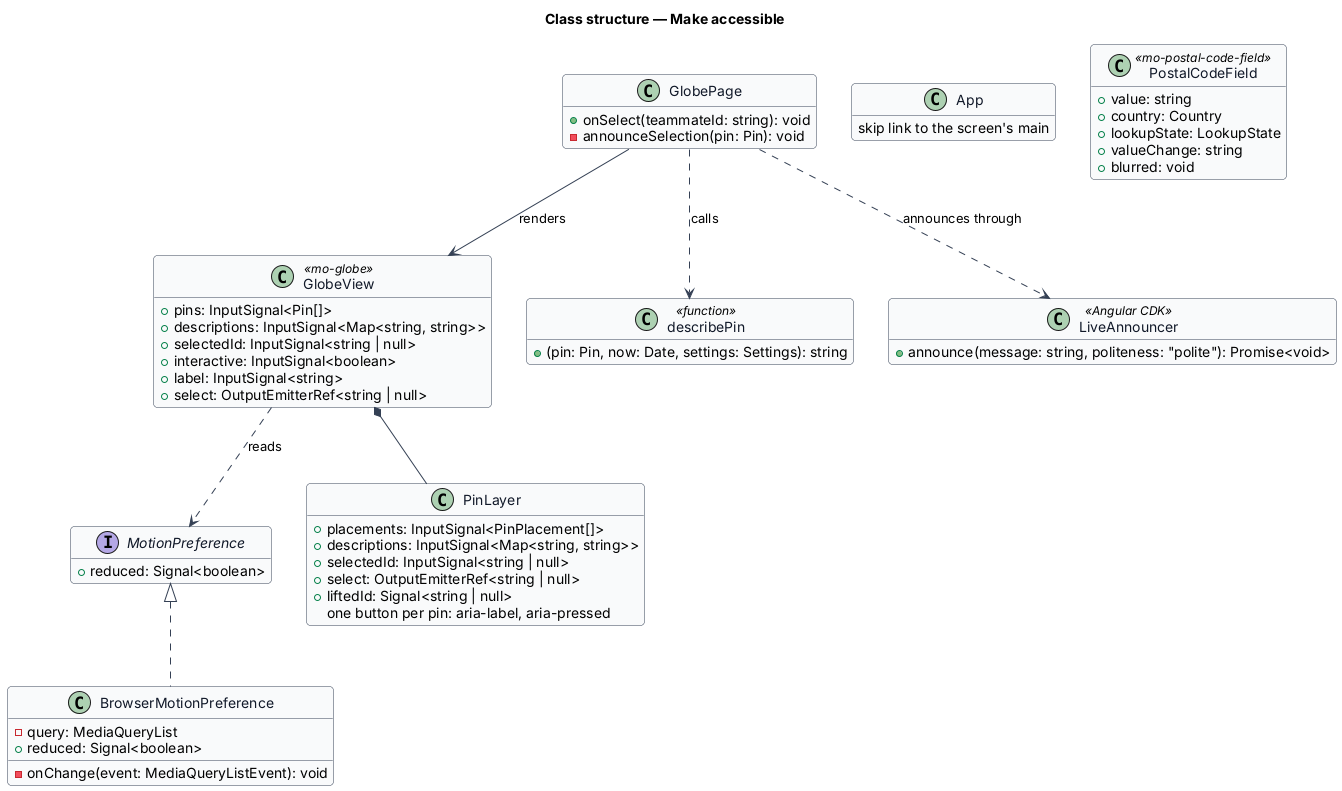 Class structure — Make accessible
C GlobePage
onSelect(teammateId: string): void
announceSelection(pin: Pin): void
C App
skip link to the screen's main
C «mo-postal-code-field»
PostalCodeField
value: string
country: Country
lookupState: LookupState
valueChange: string
blurred: void
renders
calls
announces through
C «mo-globe»
GlobeView
pins: InputSignal<Pin[]>
descriptions: InputSignal<Map<string, string>>
selectedId: InputSignal<string | null>
interactive: InputSignal<boolean>
label: InputSignal<string>
select: OutputEmitterRef<string | null>
C «function»
describePin
(pin: Pin, now: Date, settings: Settings): string
C «Angular CDK»
LiveAnnouncer
announce(message: string, politeness: "polite"): Promise<void>
reads
I MotionPreference
reduced: Signal<boolean>
C PinLayer
placements: InputSignal<PinPlacement[]>
descriptions: InputSignal<Map<string, string>>
selectedId: InputSignal<string | null>
select: OutputEmitterRef<string | null>
liftedId: Signal<string | null>
one button per pin: aria-label, aria-pressed
C BrowserMotionPreference
query: MediaQueryList
reduced: Signal<boolean>
onChange(event: MediaQueryListEvent): void